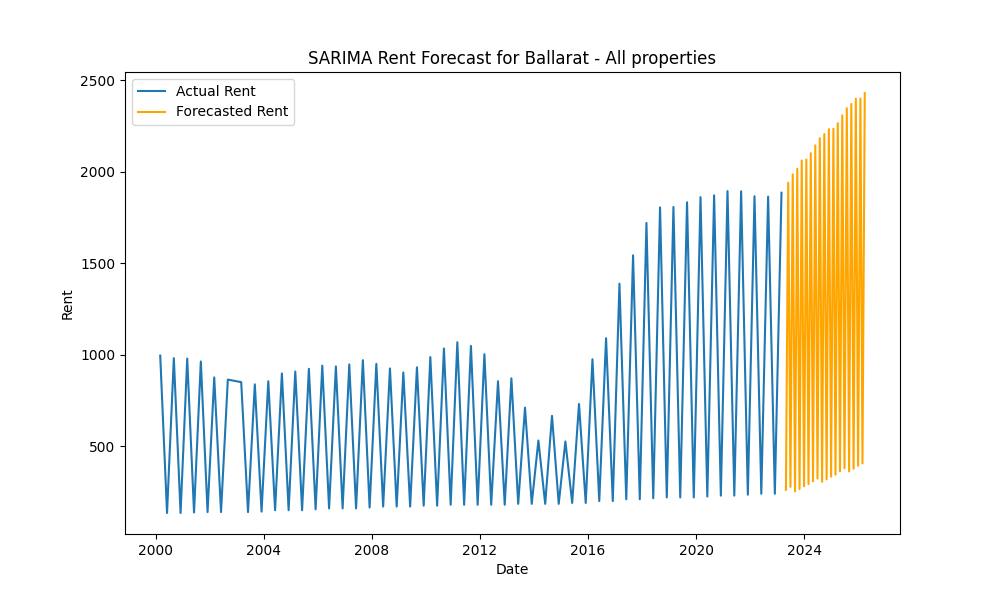 SARIMA Rent Forecast for Ballarat - All properties
Actual Rent
Forecasted Rent
2500
2000
1500
1000
500
Rent
2000 2004 2008 2012 2016 2020 2024
Date